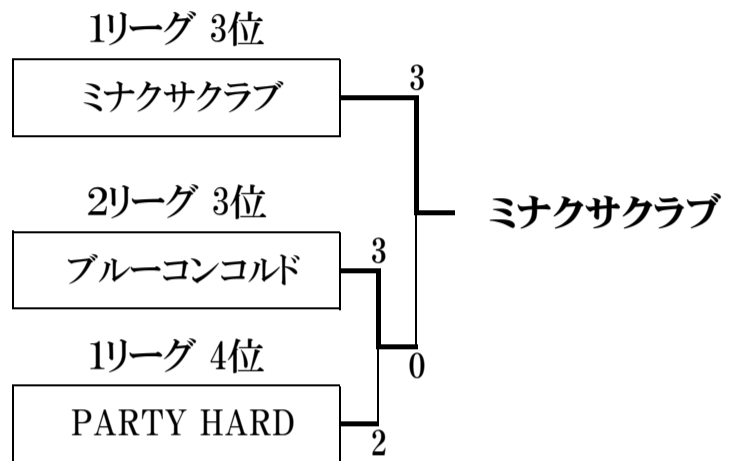 1リーグ 3位
3
ミナクサクラブ
2リーグ 3位
ミナクサクラブ
3
ブルーコンコルド
1リーグ 4位
0
PARTY HARD
2